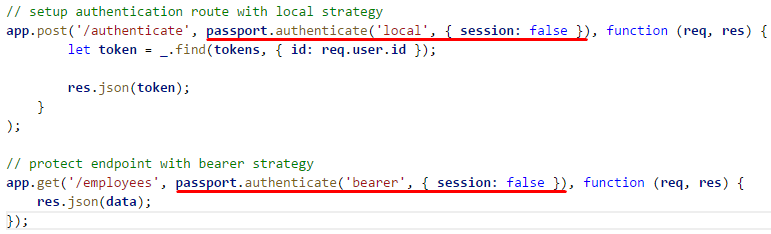 // setup authentication route with local strategy
app.post('/authenticate', passport.authenticate('local', { session: false }), function (req, res) {
        let token = _.find(tokens, { id: req.user.id });

        res.json(token);
    }
);

// protect endpoint with bearer strategy
app.get('/employees', passport.authenticate('bearer', { session: false }), function (req, res) {
    res.json(data);
});